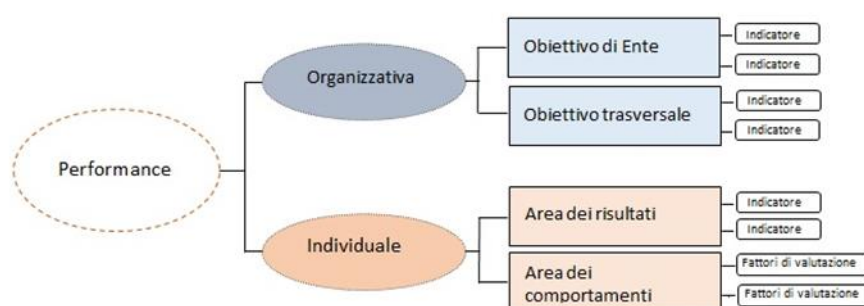 Performance
Organizzativa
Obiettivo di Ente
Indicatore
Indicatore
Obiettivo trasversale
Indicatore
Indicatore
Individuale
Area dei risultati
Indicatore
Indicatore
Area dei
comportamenti
Fattori di valutazione
Fattori di valutazione